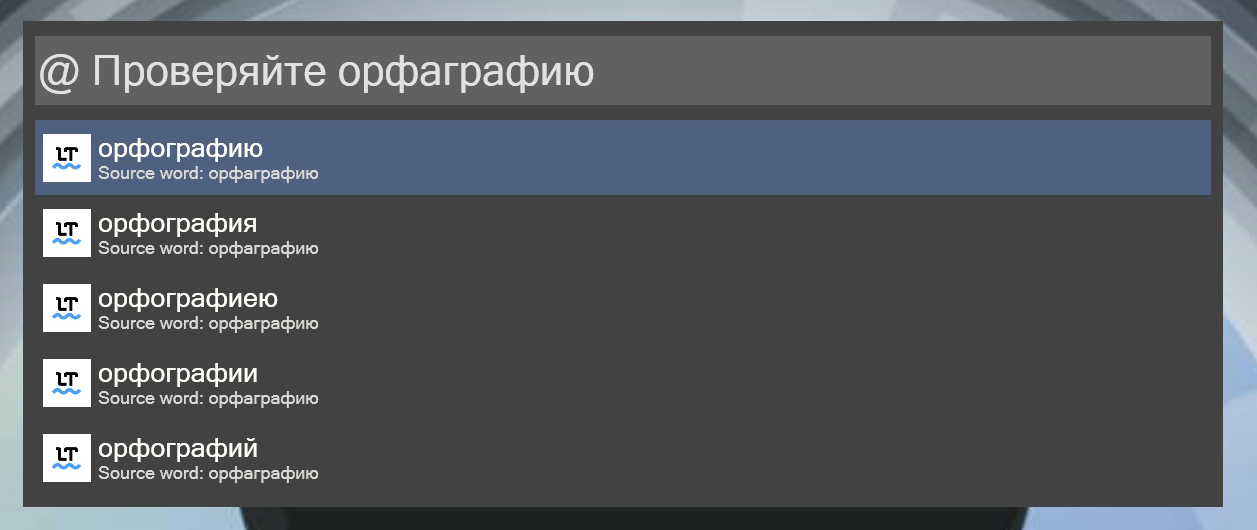 @ Проверяйте орфаграфию
LT орфографию
Source word: орфаграфию
LT орфография
Source word: орфаграфию
LT орфографиею
Source word: орфаграфию
LT орфографии
Source word: орфаграфию
LT орфографий
Source word: орфаграфию